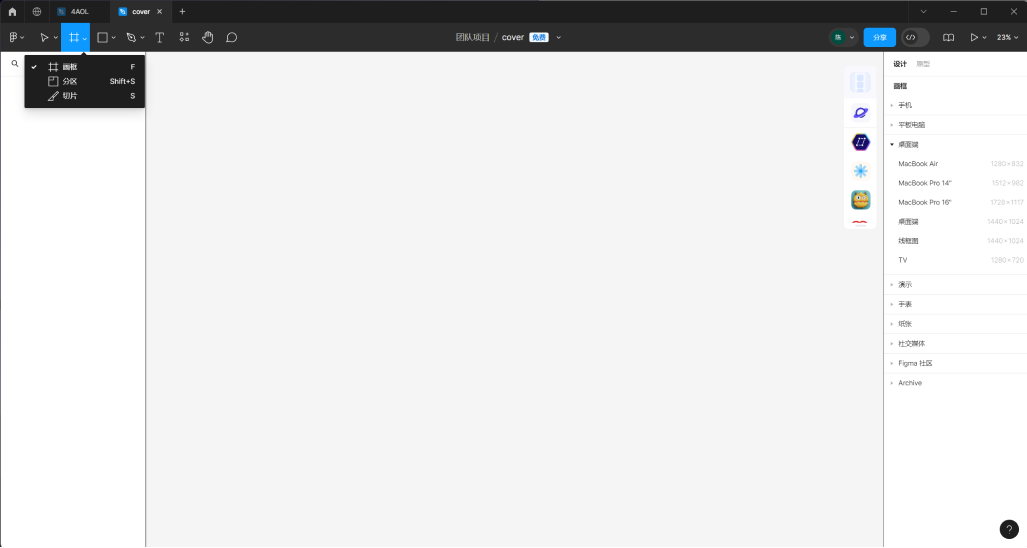 4AOL
cover
团队项目 / cover 免费
陈
分享
23%
画框 F
分区 Shift+S
切片 S
设计 原型
画框
手机
平板电脑
桌面端
MacBook Air 1280×832
MacBook Pro 14" 1512×982
MacBook Pro 16" 1728×1117
桌面端 1440×1024
线框图 1440×1024
TV 1280×720
演示
手表
纸张
社交媒体
Figma 社区
Archive
?